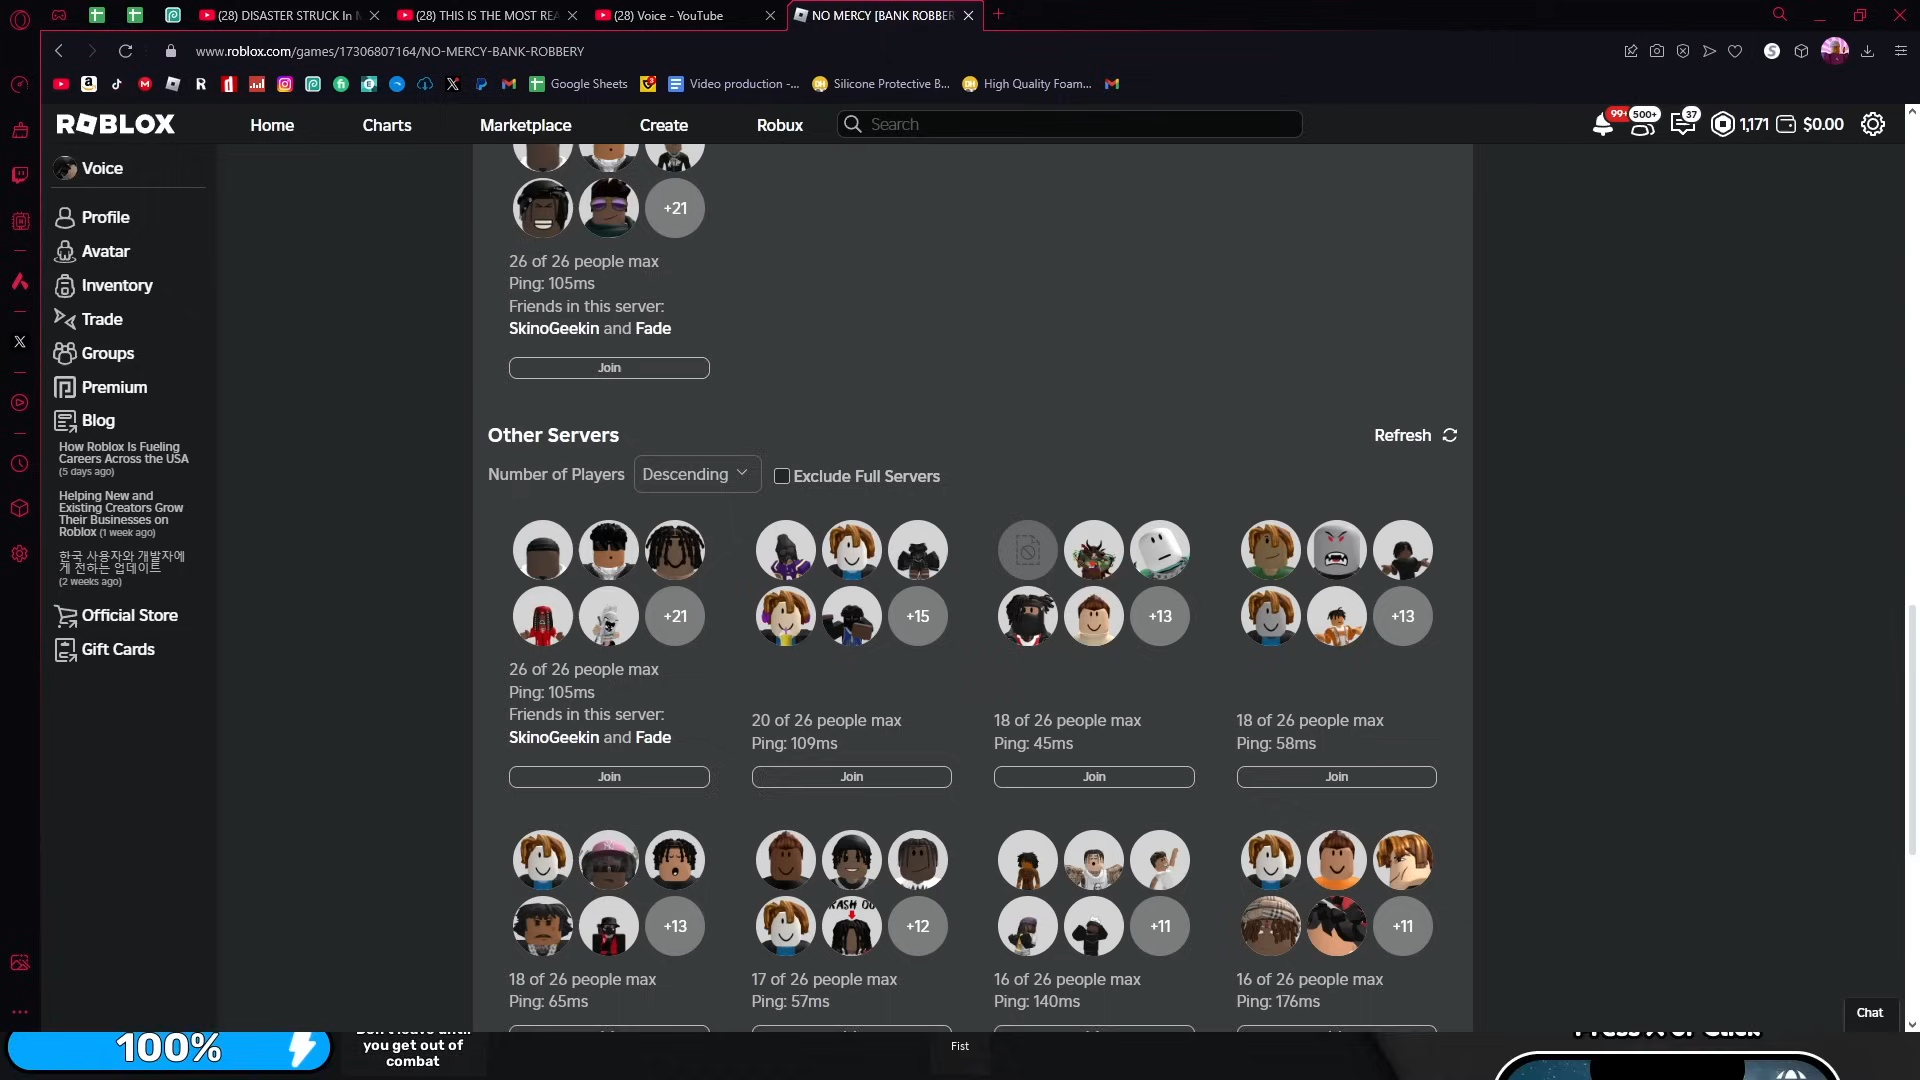 (28) DISASTER STRUCK In M
(28) THIS IS THE MOST REA
(28) Voice - YouTube
NO MERCY [BANK ROBBER
www.roblox.com/games/17306807164/NO-MERCY-BANK-ROBBERY
Google Sheets
Video production -...
Silicone Protective B...
High Quality Foam...
ROBLOX
Home
Charts
Marketplace
Create
Robux
Search
99+
500+
37
1,171
$0.00
Voice
Profile
Avatar
Inventory
Trade
Groups
Premium
Blog
How Roblox Is Fueling
Careers Across the USA
(5 days ago)
Helping New and
Existing Creators Grow
Their Businesses on
Roblox (1 week ago)
한국 사용자와 개발자에
게 전하는 업데이트
(2 weeks ago)
Official Store
Gift Cards
+21
26 of 26 people max
Ping: 105ms
Friends in this server:
SkinoGeekin and Fade
Join
Other Servers
Refresh
Number of Players
Descending
Exclude Full Servers
+21
+15
+13
+13
26 of 26 people max
Ping: 105ms
Friends in this server:
SkinoGeekin and Fade
20 of 26 people max
Ping: 109ms
18 of 26 people max
Ping: 45ms
18 of 26 people max
Ping: 58ms
Join
Join
Join
Join
+13
+12
+11
+11
18 of 26 people max
Ping: 65ms
17 of 26 people max
Ping: 57ms
16 of 26 people max
Ping: 140ms
16 of 26 people max
Ping: 176ms
Chat
100%
Don't leave until
you get out of
combat
Fist
Press X or Click